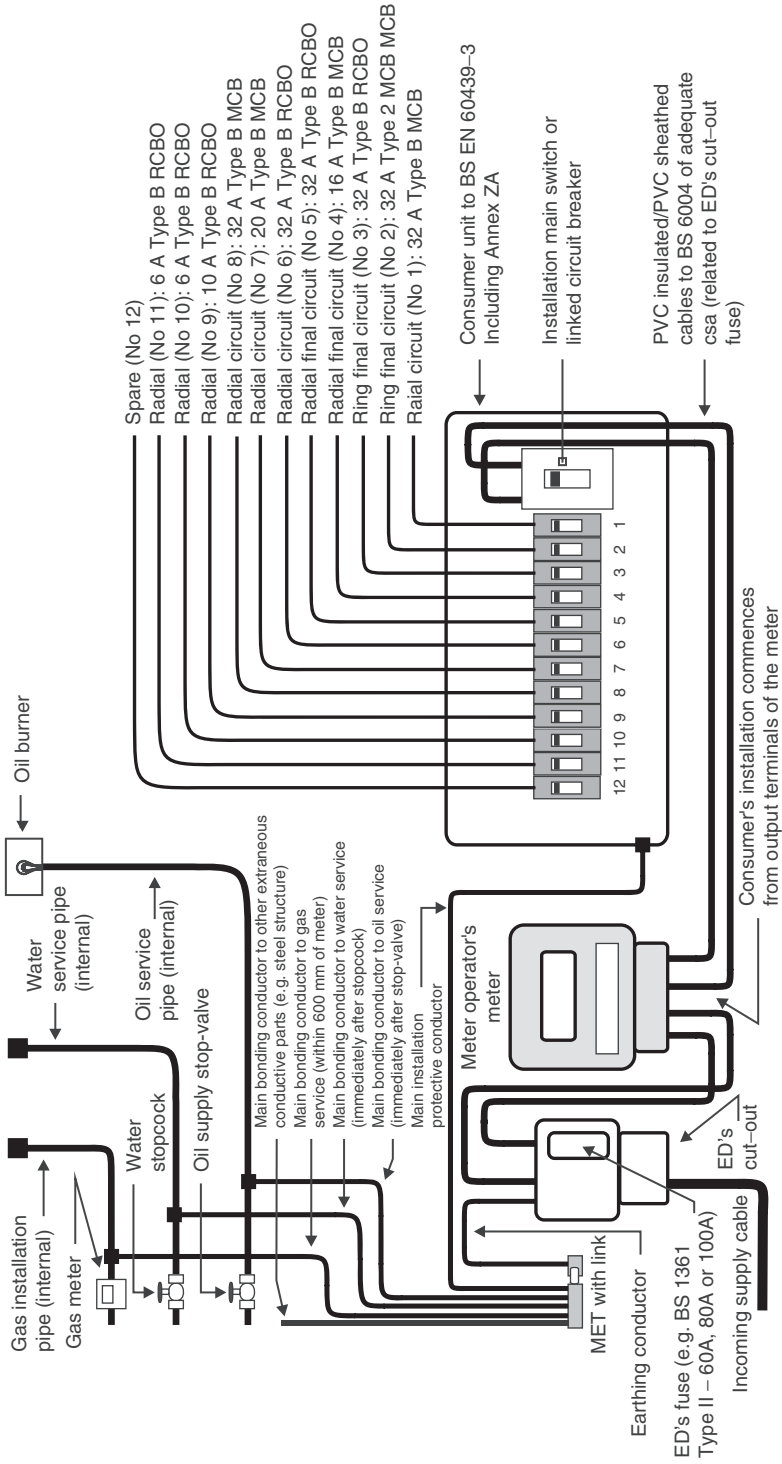 Gas installation
pipe (internal)
Gas meter
Water
service pipe
(internal)
Water
stopcock
Oil burner
Oil service
pipe (internal)
Oil supply stop-valve
Main bonding conductor to other extraneous
conductive parts (e.g. steel structure)
Main bonding conductor to gas
service (within 600 mm of meter)
Main bonding conductor to water service
(immediately after stopcock)
Main bonding conductor to oil service
(immediately after stop-valve)
Main installation
protective conductor
Spare (No 12)
Radial (No 11): 6 A Type B RCBO
Radial (No 10): 6 A Type B RCBO
Radial (No 9): 10 A Type B RCBO
Radial circuit (No 8): 32 A Type B MCB
Radial circuit (No 7): 20 A Type B MCB
Radial circuit (No 6): 32 A Type B RCBO
Radial final circuit (No 5): 32 A Type B RCBO
Radial final circuit (No 4): 16 A Type B MCB
Ring final circuit (No 3): 32 A Type B RCBO
Ring final circuit (No 2): 32 A Type 2 MCB MCB
Raial circuit (No 1): 32 A Type B MCB
Consumer unit to BS EN 60439–3
Including Annex ZA
Installation main switch or
linked circuit breaker
PVC insulated/PVC sheathed
cables to BS 6004 of adequate
csa (related to ED's cut–out
fuse)
12 11 10 9 8 7 6 5 4 3 2 1
Meter operator's
meter
MET with link
Earthing conductor
ED's
cut–out
ED's fuse (e.g. BS 1361
Type II – 60A, 80A or 100A)
Incoming supply cable
Consumer's installation commences
from output terminals of the meter